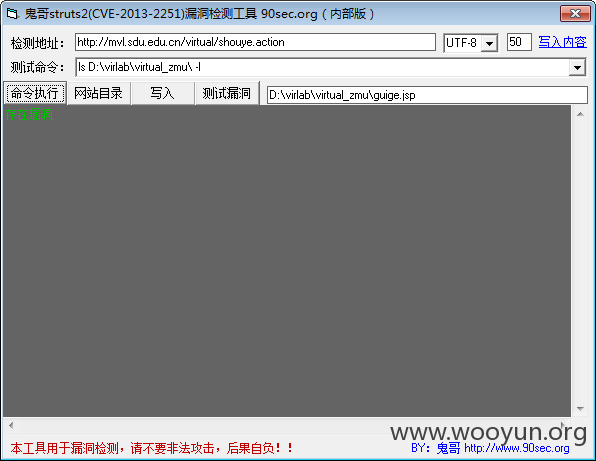 鬼哥struts2(CVE-2013-2251)漏洞检测工具 90sec.org（内部版）
检测地址： http://mvl.sdu.edu.cn/virtual/shouye.action UTF-8 50 写入内容
测试命令： ls D:\virlab\virtual_zmu\ -l
命令执行 网站目录 写入 测试漏洞 D:\virlab\virtual_zmu\guige.jsp
存在漏洞
www.wooyun.org
本工具用于漏洞检测，请不要非法攻击，后果自负！！ BY：鬼哥 http://www.90sec.org